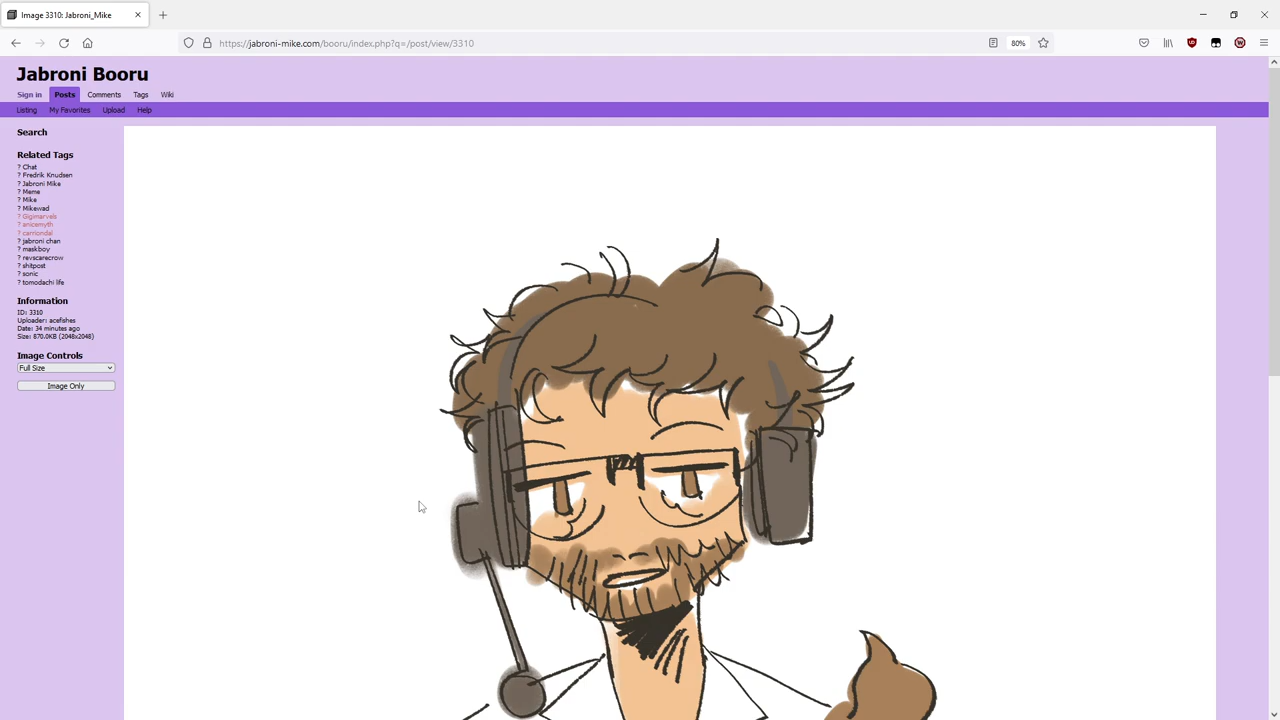 Image 3310: Jabroni_Mike
https://jabroni-mike.com/booru/index.php?q=/post/view/3310
80%
Jabroni Booru
Sign in Posts Comments Tags Wiki
Listing My Favorites Upload Help
Search
Related Tags
? Chat
? Fredrik Knudsen
? Jabroni Mike
? Meme
? Mike
? Mikewad
? Gigimarvels
? anicemyth
? carriondal
? jabroni chan
? maskboy
? revscarecrow
? shitpost
? sonic
? tomodachi life
Information
ID: 3310
Uploader: acefishes
Date: 34 minutes ago
Size: 870.0KB (2048x2048)
Image Controls
Full Size
Image Only